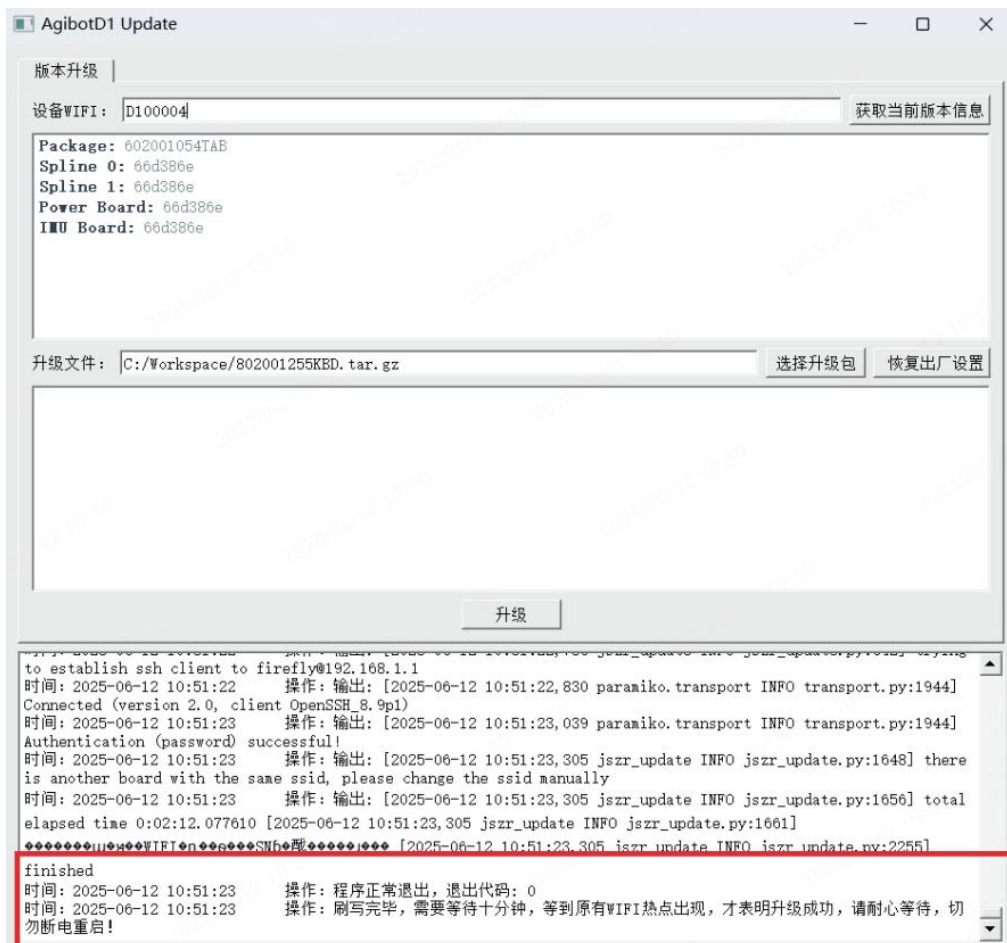 AgibotD1 Update
版本升级
设备WIFI: D100004 获取当前版本信息
Package: 602001054TAB
Spline 0: 66d386e
Spline 1: 66d386e
Power Board: 66d386e
IMU Board: 66d386e
升级文件: C:/Workspace/802001255KBD.tar.gz 选择升级包 恢复出厂设置
升级
to establish ssh client to firefly@192.168.1.1
时间: 2025-06-12 10:51:22 操作: 输出: [2025-06-12 10:51:22,830 paramiko.transport INFO transport.py:1944]
Connected (version 2.0, client OpenSSH_8.9p1)
时间: 2025-06-12 10:51:23 操作: 输出: [2025-06-12 10:51:23,039 paramiko.transport INFO transport.py:1944]
Authentication (password) successful!
时间: 2025-06-12 10:51:23 操作: 输出: [2025-06-12 10:51:23,305 jszr_update INFO jszr_update.py:1648] there
is another board with the same ssid, please change the ssid manually
时间: 2025-06-12 10:51:23 操作: 输出: [2025-06-12 10:51:23,305 jszr_update INFO jszr_update.py:1656] total
elapsed time 0:02:12.077610 [2025-06-12 10:51:23,305 jszr_update INFO jszr_update.py:1661]
[2025-06-12 10:51:23,305 jszr_update INFO jszr_update.py:2255]
finished
时间: 2025-06-12 10:51:23 操作: 程序正常退出，退出代码: 0
时间: 2025-06-12 10:51:23 操作: 刷写完毕，需要等待十分钟，等到原有WIFI热点出现，才表明升级成功，请耐心等待，切
勿断电重启!